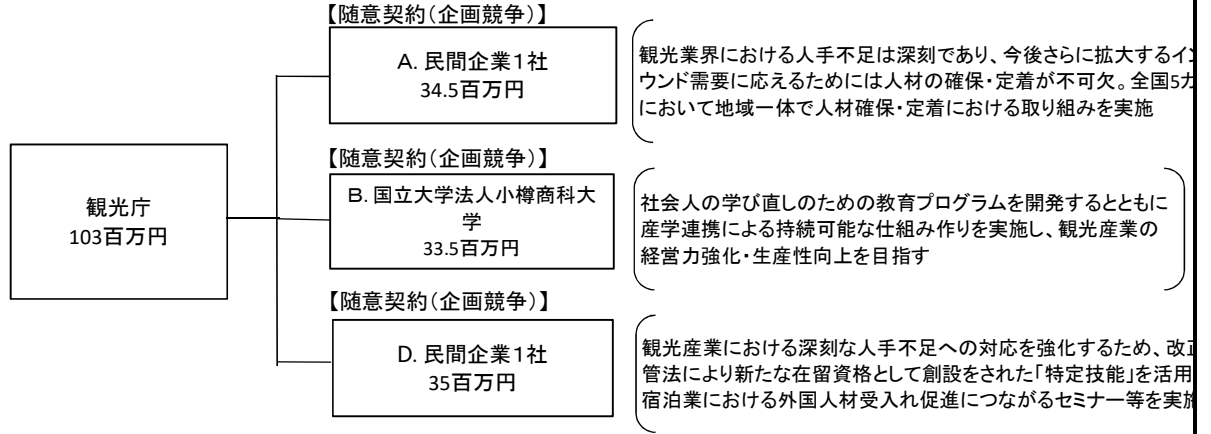 【随意契約(企画競争)】
A. 民間企業1社
34.5百万円
観光業界における人手不足は深刻であり、今後さらに拡大するイン
ウンド需要に応えるためには人材の確保・定着が不可欠。全国5カ
において地域一体で人材確保・定着における取り組みを実施
観光庁
103百万円
【随意契約(企画競争)】
B. 国立大学法人小樽商科大
学
33.5百万円
社会人の学び直しのための教育プログラムを開発するとともに
産学連携による持続可能な仕組み作りを実施し、観光産業の
経営力強化・生産性向上を目指す
【随意契約(企画競争)】
D. 民間企業1社
35百万円
観光産業における深刻な人手不足への対応を強化するため、改正
管法により新たな在留資格として創設をされた「特定技能」を活用
宿泊業における外国人材受入れ促進につながるセミナー等を実施